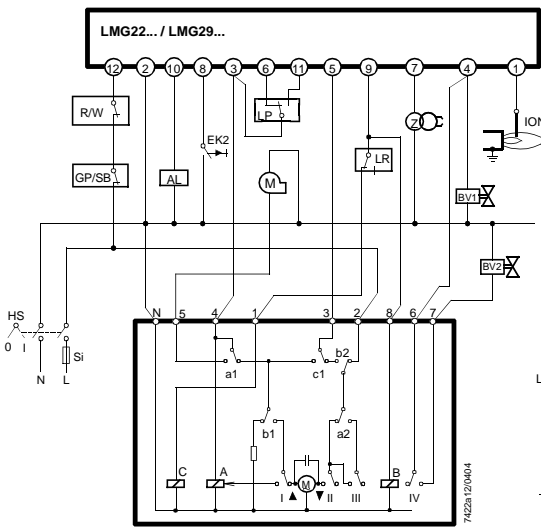 LMG22... / LMG29...
12 2 10 8 3 6 11 5 9 7 4 1
R/W
LP
Z
ION
EK2
GP/SB
AL
M
LR
BV1
BV2
HS
0 I
Si
N L
N 5 4 1 3 2 8 6 7
a1 c1 b2
b1 a2
C A I M II III B IV
L
7422a12/0404